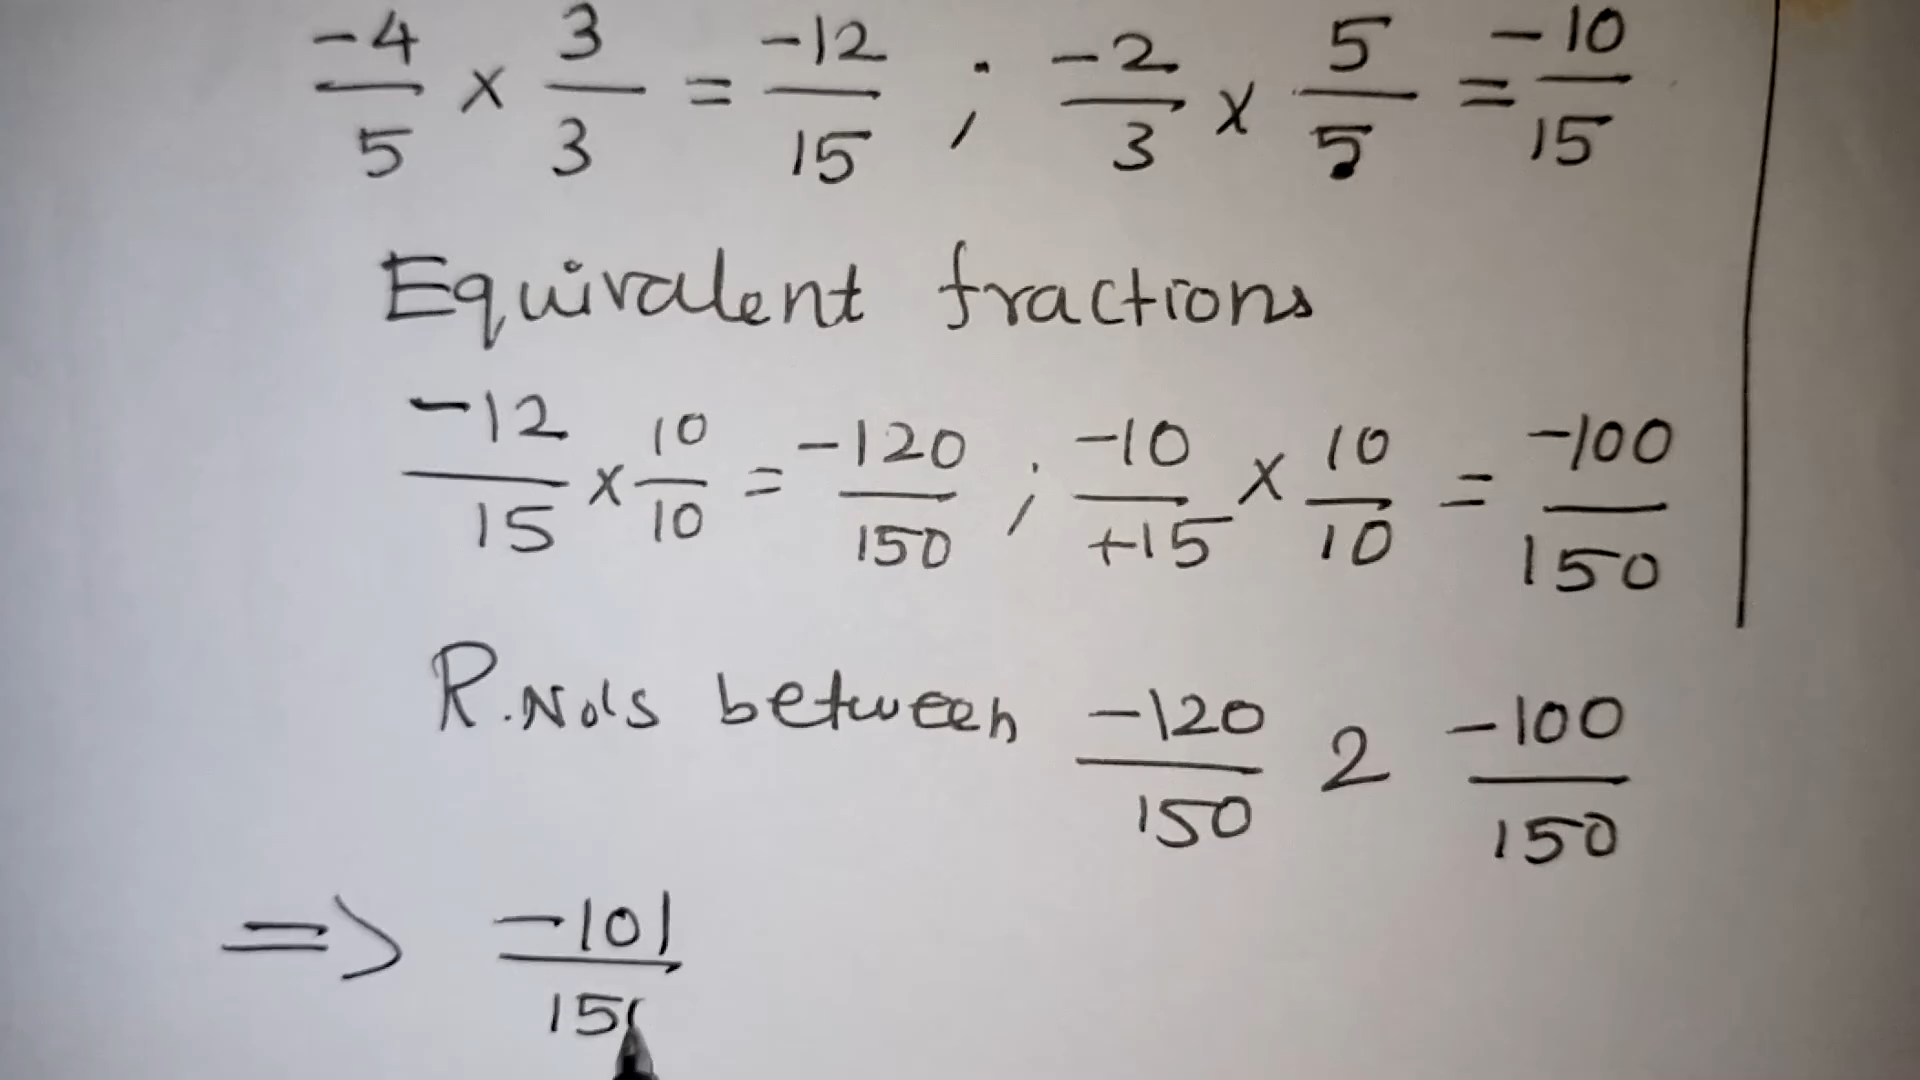 -4/5 × 3/3 = -12/15 ; -2/3 × 5/5 = -10/15
Equivalent fractions
-12/15 × 10/10 = -120/150 ; -10/+15 × 10/10 = -100/150
R.No's between -120/150 2 -100/150
=> -101/150